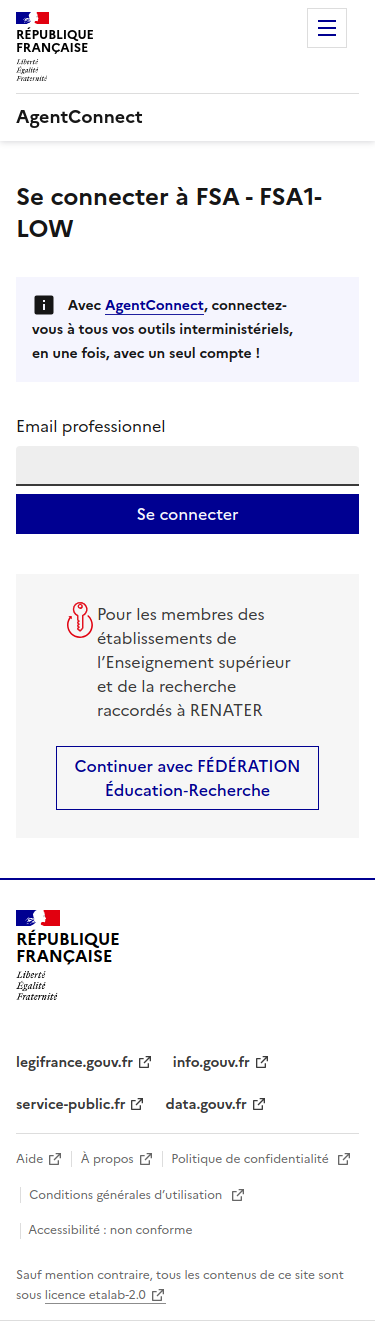 RÉPUBLIQUE
FRANÇAISE
Liberté
Égalité
Fraternité
AgentConnect
Se connecter à FSA - FSA1-
LOW
Avec AgentConnect, connectez-
vous à tous vos outils interministériels,
en une fois, avec un seul compte !
Email professionnel
Se connecter
Pour les membres des
établissements de
l’Enseignement supérieur
et de la recherche
raccordés à RENATER
Continuer avec FÉDÉRATION
Éducation-Recherche
RÉPUBLIQUE
FRANÇAISE
Liberté
Égalité
Fraternité
legifrance.gouv.fr info.gouv.fr
service-public.fr data.gouv.fr
Aide À propos Politique de confidentialité
Conditions générales d’utilisation
Accessibilité : non conforme
Sauf mention contraire, tous les contenus de ce site sont
sous licence etalab-2.0